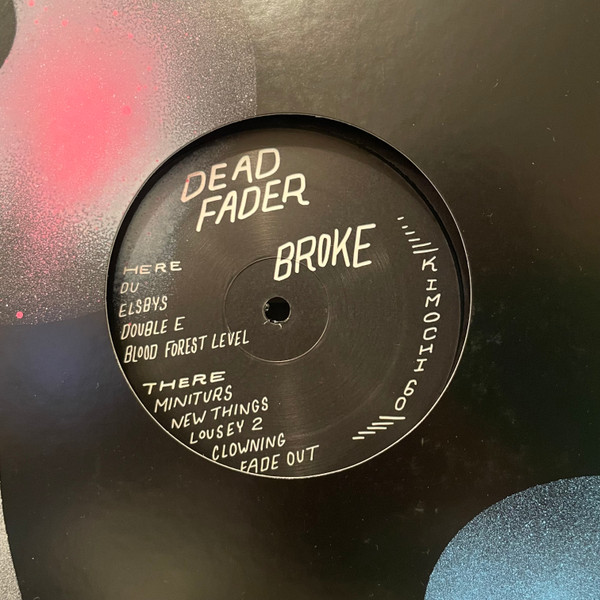 DEAD
FADER
BROKE
HERE
DU
ELSBYS
DOUBLE E
BLOOD FOREST LEVEL
THERE
MINITURS
NEW THINGS
LOUSEY 2
CLOWNING
FADE OUT
KIMOCHI 60